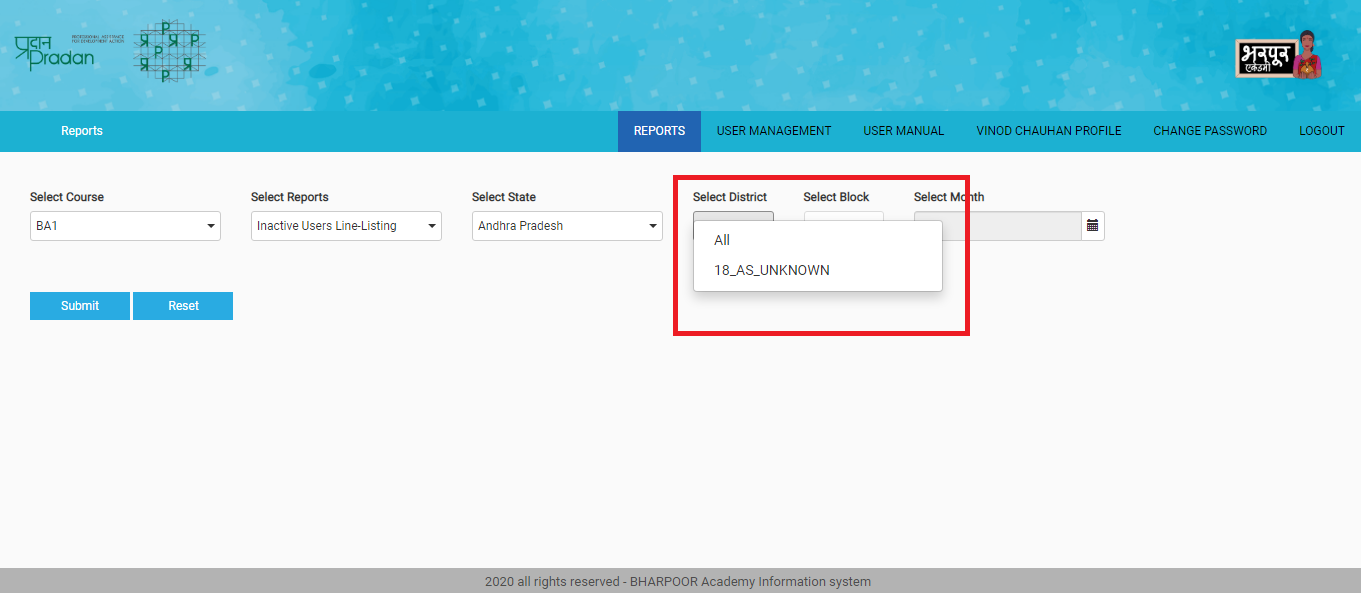 प्रदान
Pradan
PROFESSIONAL ASSISTANCE
FOR DEVELOPMENT ACTION
P
P P P
P P
P P P
P
भरपूर
एकेडमी
Reports
REPORTS
USER MANAGEMENT
USER MANUAL
VINOD CHAUHAN PROFILE
CHANGE PASSWORD
LOGOUT
Select Course
Select Reports
Select State
Select District
Select Block
Select Month
BA1
Inactive Users Line-Listing
Andhra Pradesh
All
18_AS_UNKNOWN
Submit
Reset
2020 all rights reserved - BHARPOOR Academy Information system